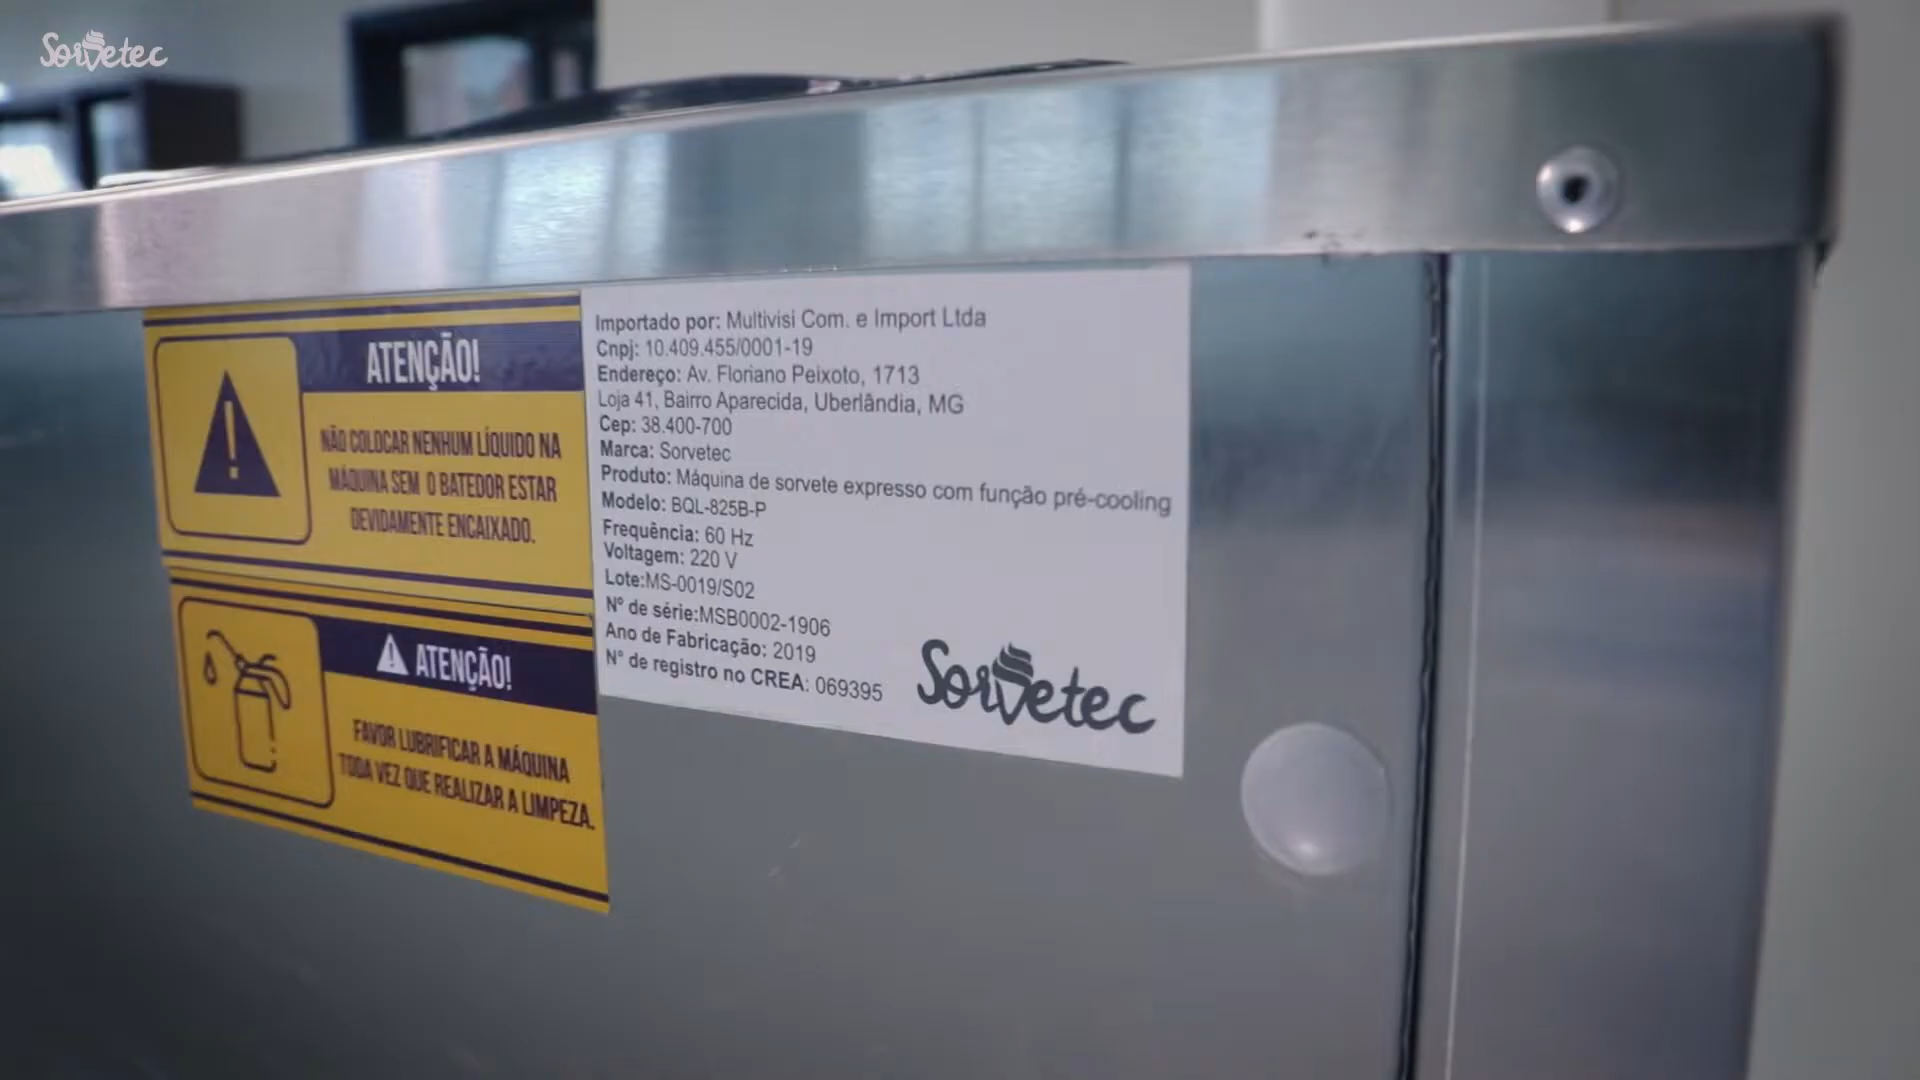 Sorvetec
ATENÇÃO!
NÃO COLOCAR NENHUM LÍQUIDO NA
MÁQUINA SEM O BATEDOR ESTAR
DEVIDAMENTE ENCAIXADO.
ATENÇÃO!
FAVOR LUBRIFICAR A MÁQUINA
TODA VEZ QUE REALIZAR A LIMPEZA.
Importado por: Multivisi Com. e Import Ltda
Cnpj: 10.409.455/0001-19
Endereço: Av. Floriano Peixoto, 1713
Loja 41, Bairro Aparecida, Uberlândia, MG
Cep: 38.400-700
Marca: Sorvetec
Produto: Máquina de sorvete expresso com função pré-cooling
Modelo: BQL-825B-P
Frequência: 60 Hz
Voltagem: 220 V
Lote:MS-0019/S02
Nº de série:MSB0002-1906
Ano de Fabricação: 2019
N° de registro no CREA: 069395
Sorvetec